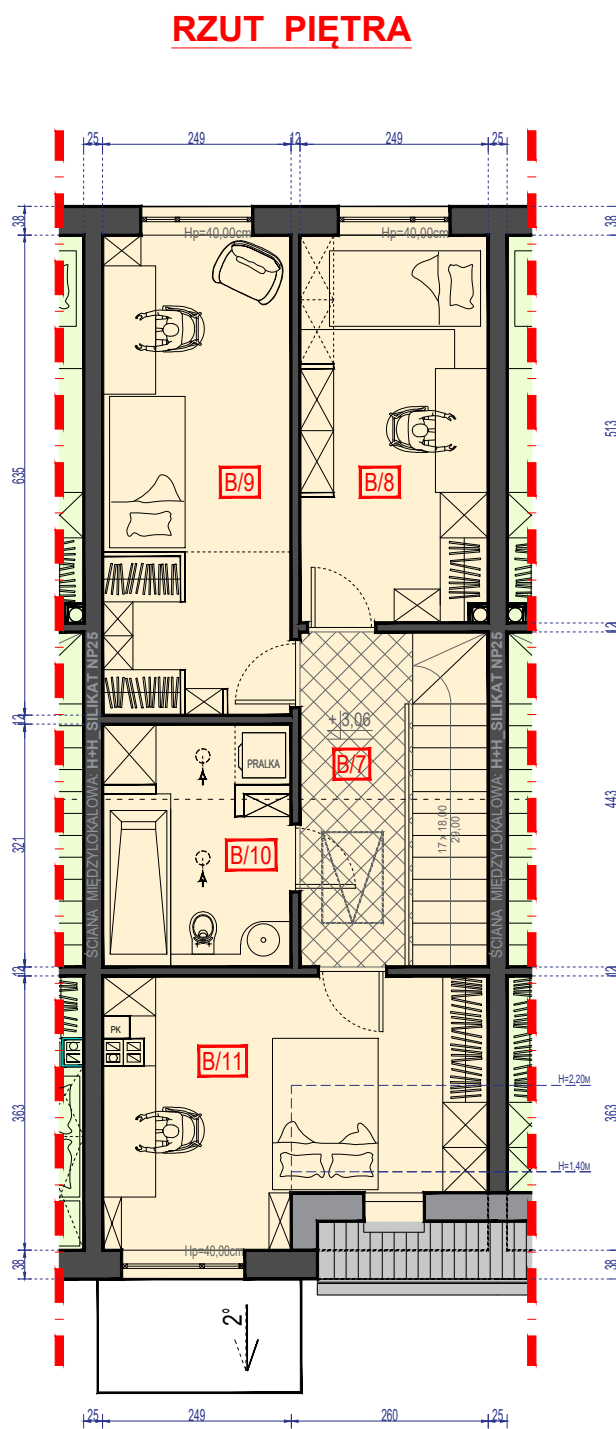 RZUT PIĘTRA
25 249 12 249 25
38 38
Hp=40,00cm Hp=40,00cm
635
513
B/9 B/8
12
12
ŚCIANA MIĘDZYLOKALOWA: H+H SILIKAT NP25
ŚCIANA MIĘDZYLOKALOWA: H+H SILIKAT NP25
+ 3,06
PRALKA
B/7
17 x 18,00
29,00
321
443
B/10
12 12
PK
B/11
H=2,20M
363 363
H=1,40M
Hp=40,00cm
38 38
2°
25 249 260 25